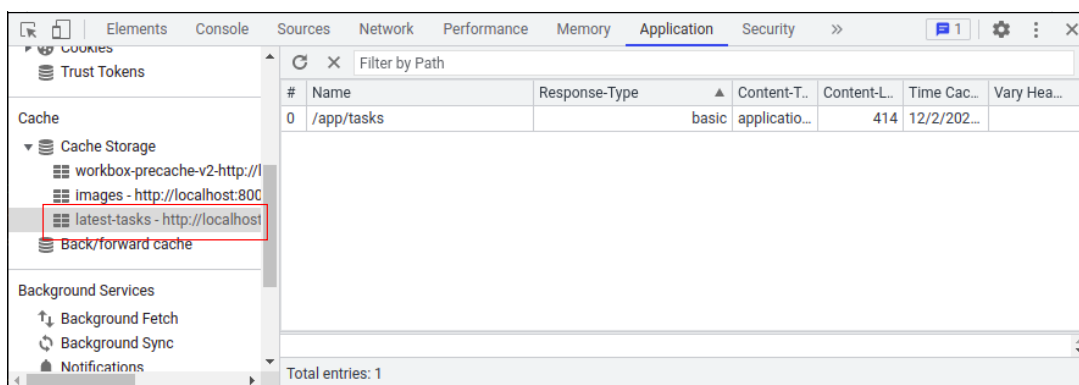 Elements Console Sources Network Performance Memory Application Security » 1
Cookies
Trust Tokens
Cache
Cache Storage
workbox-precache-v2-http://l
images - http://localhost:800
latest-tasks - http://localhost
Back/forward cache
Background Services
Background Fetch
Background Sync
Notifications
Filter by Path
# Name Response-Type Content-T... Content-L... Time Cac... Vary Hea...
0 /app/tasks basic applicatio... 414 12/2/202...
Total entries: 1